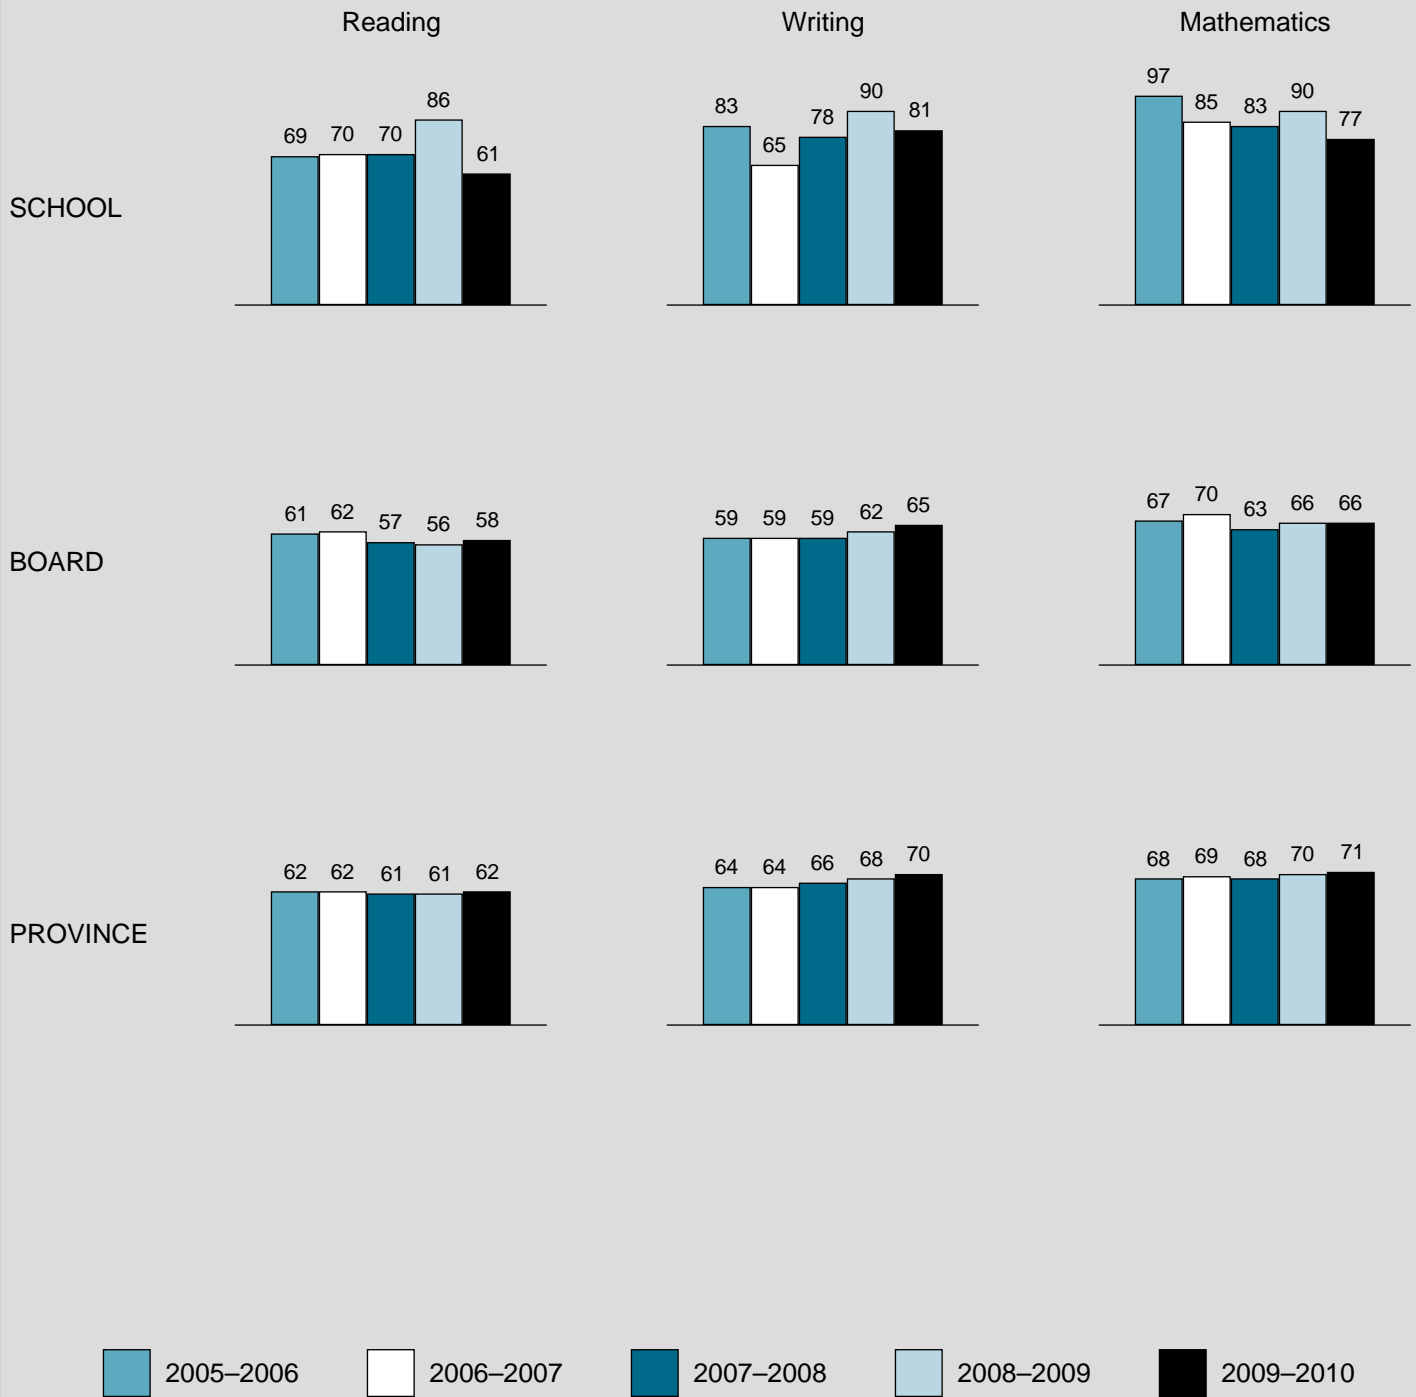 Reading Writing Mathematics
SCHOOL
69 70 70 86 61
83 65 78 90 81
97 85 83 90 77
BOARD
61 62 57 56 58
59 59 59 62 65
67 70 63 66 66
PROVINCE
62 62 61 61 62
64 64 66 68 70
68 69 68 70 71
2005–2006 2006–2007 2007–2008 2008–2009 2009–2010